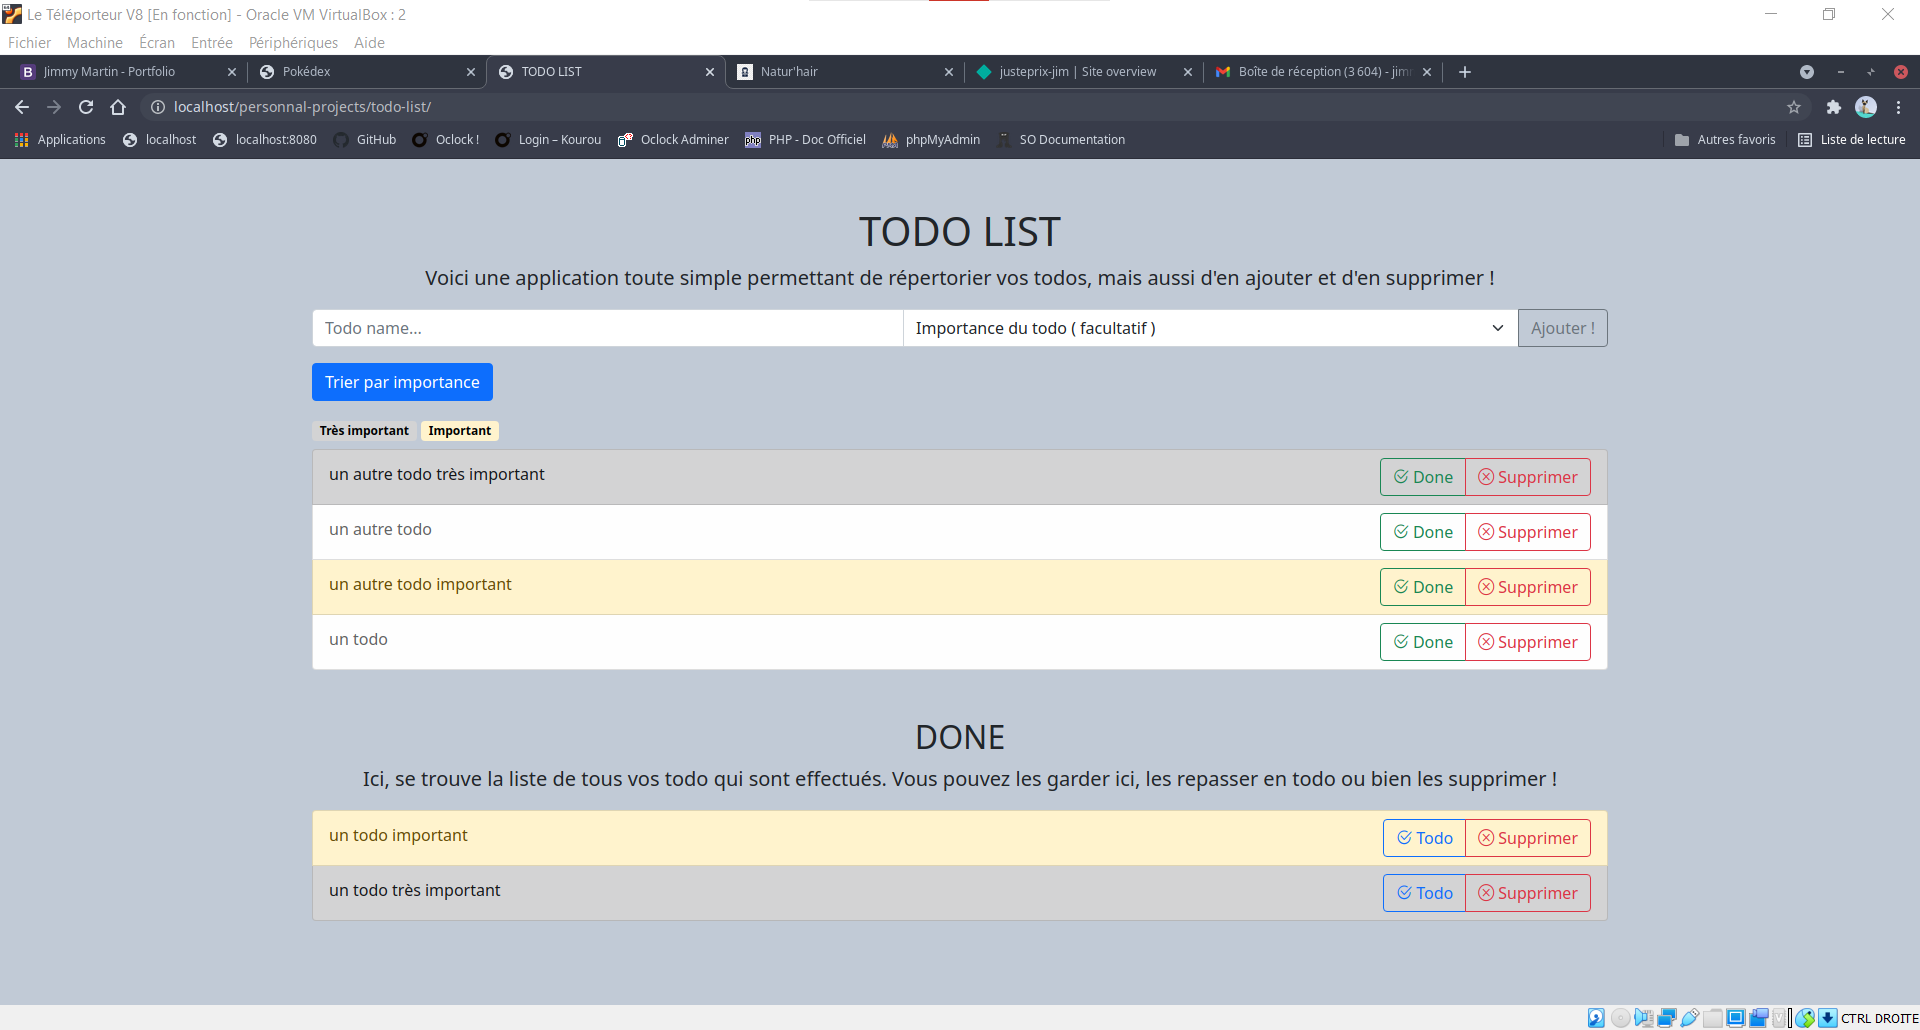 Le Téléporteur V8 [En fonction] - Oracle VM VirtualBox : 2
Fichier Machine Écran Entrée Périphériques Aide
B Jimmy Martin - Portfolio Pokédex TODO LIST Natur'hair justeprix-jim | Site overview Boîte de réception (3 604) - jimm
localhost/personnal-projects/todo-list/
Applications localhost localhost:8080 GitHub Oclock ! Login – Kourou Oclock Adminer php PHP - Doc Officiel phpMyAdmin SO Documentation Autres favoris Liste de lecture
TODO LIST
Voici une application toute simple permettant de répertorier vos todos, mais aussi d'en ajouter et d'en supprimer !
Todo name... Importance du todo ( facultatif ) Ajouter !
Trier par importance
Très important Important
un autre todo très important Done Supprimer
un autre todo Done Supprimer
un autre todo important Done Supprimer
un todo Done Supprimer
DONE
Ici, se trouve la liste de tous vos todo qui sont effectués. Vous pouvez les garder ici, les repasser en todo ou bien les supprimer !
un todo important Todo Supprimer
un todo très important Todo Supprimer
CTRL DROITE